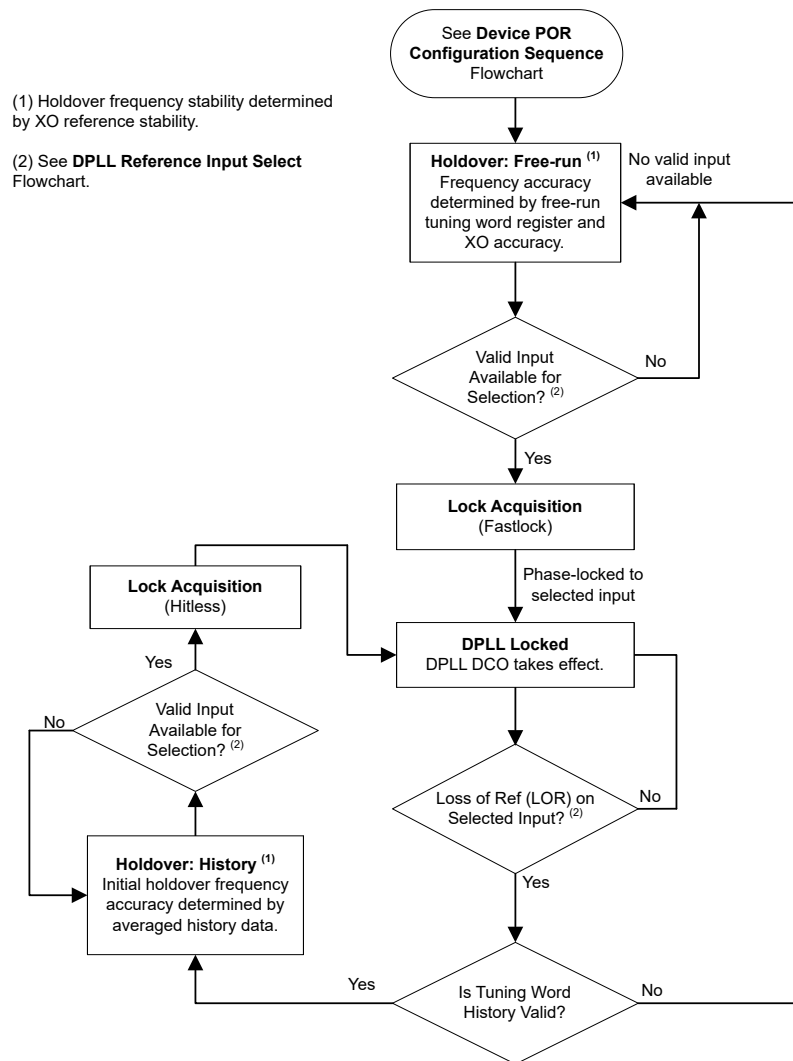 See Device POR
Configuration Sequence
Flowchart
(1) Holdover frequency stability determined
by XO reference stability.
(2) See DPLL Reference Input Select
Flowchart.
Holdover: Free-run (1)
Frequency accuracy
determined by free-run
tuning word register and
XO accuracy.
No valid input
available
Valid Input
Available for
Selection? (2)
No
Yes
Lock Acquisition
(Fastlock)
Phase-locked to
selected input
Lock Acquisition
(Hitless)
DPLL Locked
DPLL DCO takes effect.
Yes
No
Valid Input
Available for
Selection? (2)
Loss of Ref (LOR) on
Selected Input? (2)
No
Holdover: History (1)
Initial holdover frequency
accuracy determined by
averaged history data.
Yes
Yes
Is Tuning Word
History Valid?
No